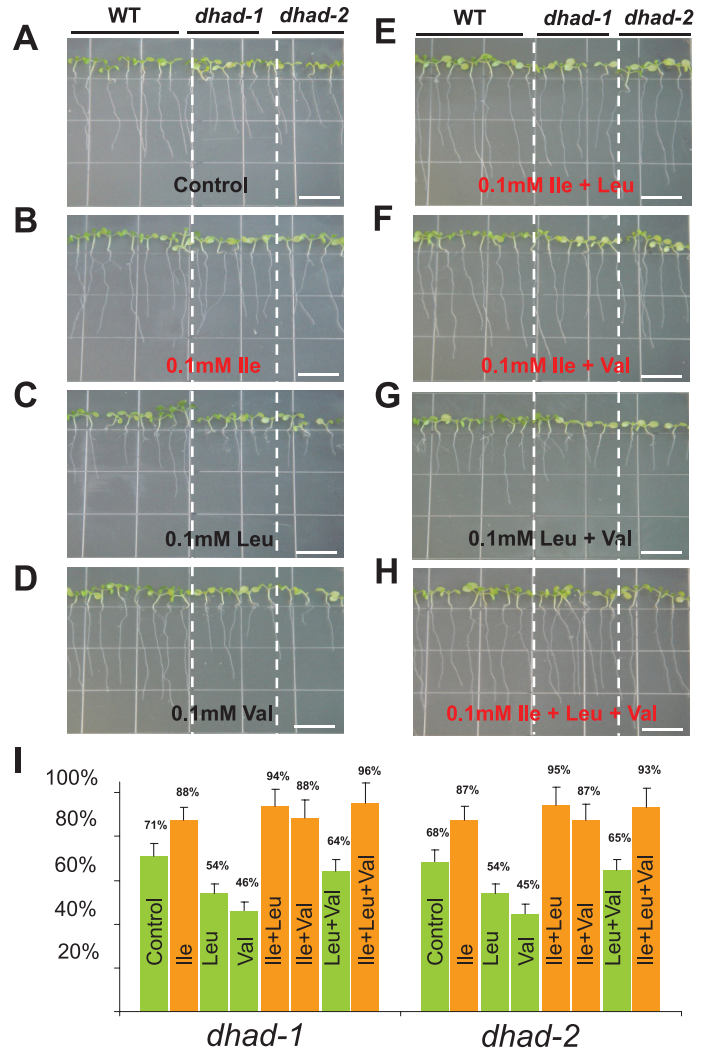 WT dhad-1 dhad-2
WT dhad-1 dhad-2
A
Control
E
0.1mM Ile + Leu
B
0.1mM Ile
F
0.1mM Ile + Val
C
0.1mM Leu
G
0.1mM Leu + Val
D
0.1mM Val
H
0.1mM Ile + Leu + Val
I
100%
80%
60%
40%
20%
71%
88%
54%
46%
94%
88%
64%
96%
68%
87%
54%
45%
95%
87%
65%
93%
Control
Ile
Leu
Val
Ile+Leu
Ile+Val
Leu+Val
Ile+Leu+Val
Control
Ile
Leu
Val
Ile+Leu
Ile+Val
Leu+Val
Ile+Leu+Val
dhad-1
dhad-2